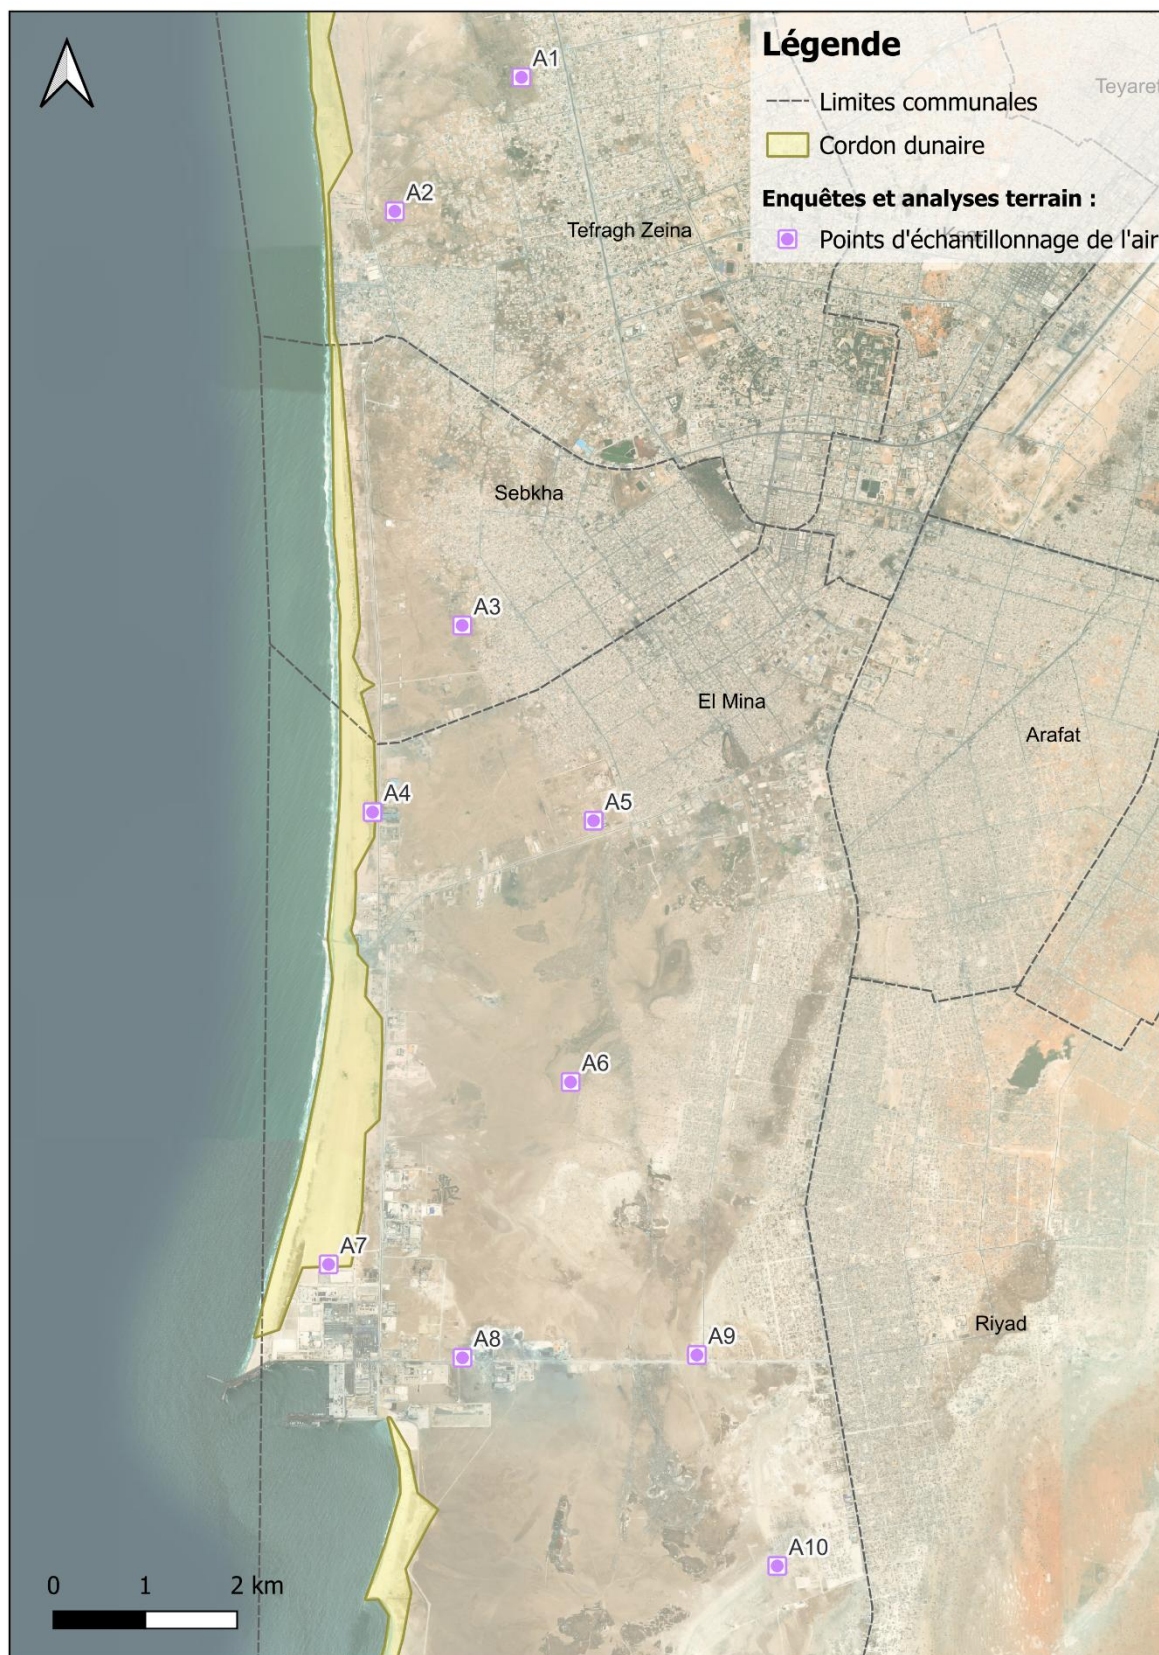 Légende
Limites communales
Cordon dunaire
Enquêtes et analyses terrain :
Points d'échantillonnage de l'air
Teyaret
Ksar
A1
A2
Tefragh Zeina
Sebkha
A3
El Mina
Arafat
A4
A5
A6
A7
Riyad
A8
A9
A10
0 1 2 km